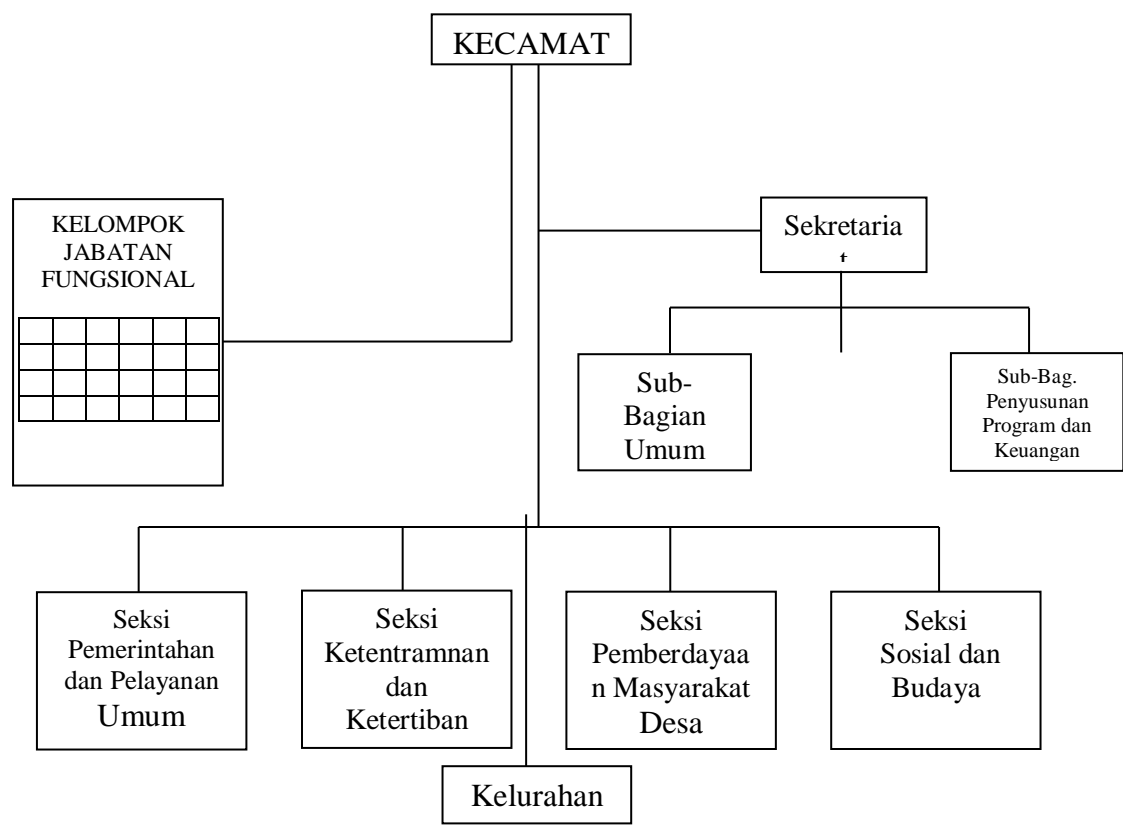 KECAMAT
KELOMPOK
JABATAN
FUNGSIONAL
Sekretaria
t
Sub-
Bagian
Umum
Sub-Bag.
Penyusunan
Program dan
Keuangan
Seksi
Pemerintahan
dan Pelayanan
Umum
Seksi
Ketentramnan
dan
Ketertiban
Seksi
Pemberdayaa
n Masyarakat
Desa
Seksi
Sosial dan
Budaya
Kelurahan